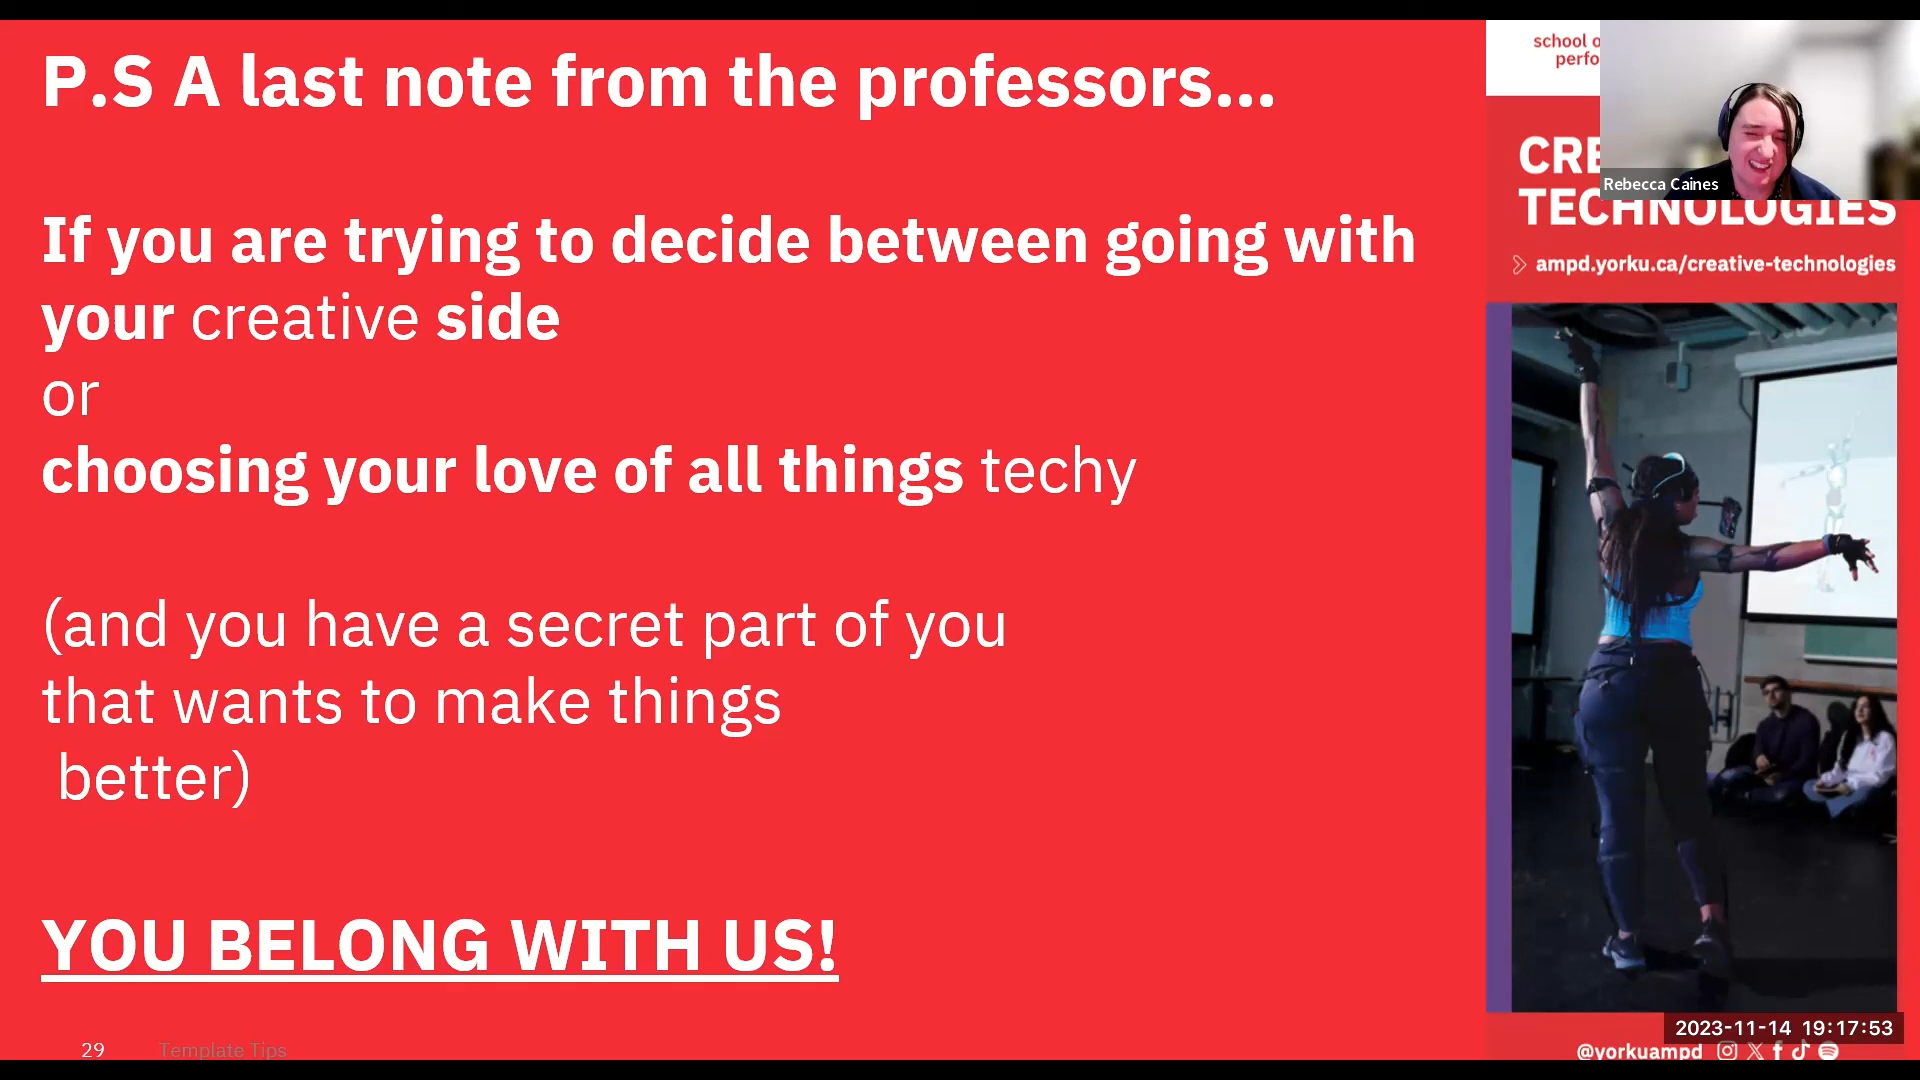 P.S A last note from the professors...
If you are trying to decide between going with
your creative side
or
choosing your love of all things techy
(and you have a secret part of you
that wants to make things
better)
YOU BELONG WITH US!
29
Template Tips
school
perfo
Rebecca Caines
CRE
TECHNOLOGIES
ampd.yorku.ca/creative-technologies
2023-11-14 19:17:53
@yorkuampd